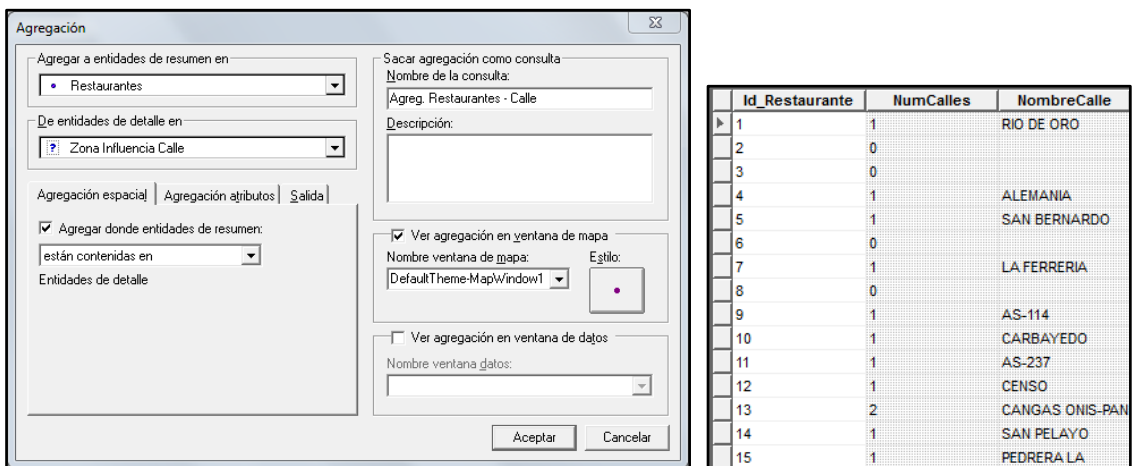 Agregación
Agregar a entidades de resumen en
Restaurantes
De entidades de detalle en
? Zona Influencia Calle
Agregación espacial Agregación atributos Salida
Agregar donde entidades de resumen:
están contenidas en
Entidades de detalle
Sacar agregación como consulta
Nombre de la consulta:
Agreg. Restaurantes - Calle
Descripción:
Ver agregación en ventana de mapa
Nombre ventana de mapa: Estilo:
DefaultTheme-MapWindow1
Ver agregación en ventana de datos
Nombre ventana datos:
Aceptar Cancelar
Id_Restaurante NumCalles NombreCalle
1 1 RIO DE ORO
2 0
3 0
4 1 ALEMANIA
5 1 SAN BERNARDO
6 0
7 1 LA FERRERIA
8 0
9 1 AS-114
10 1 CARBAYEDO
11 1 AS-237
12 1 CENSO
13 2 CANGAS ONIS-PAN
14 1 SAN PELAYO
15 1 PEDRERA LA